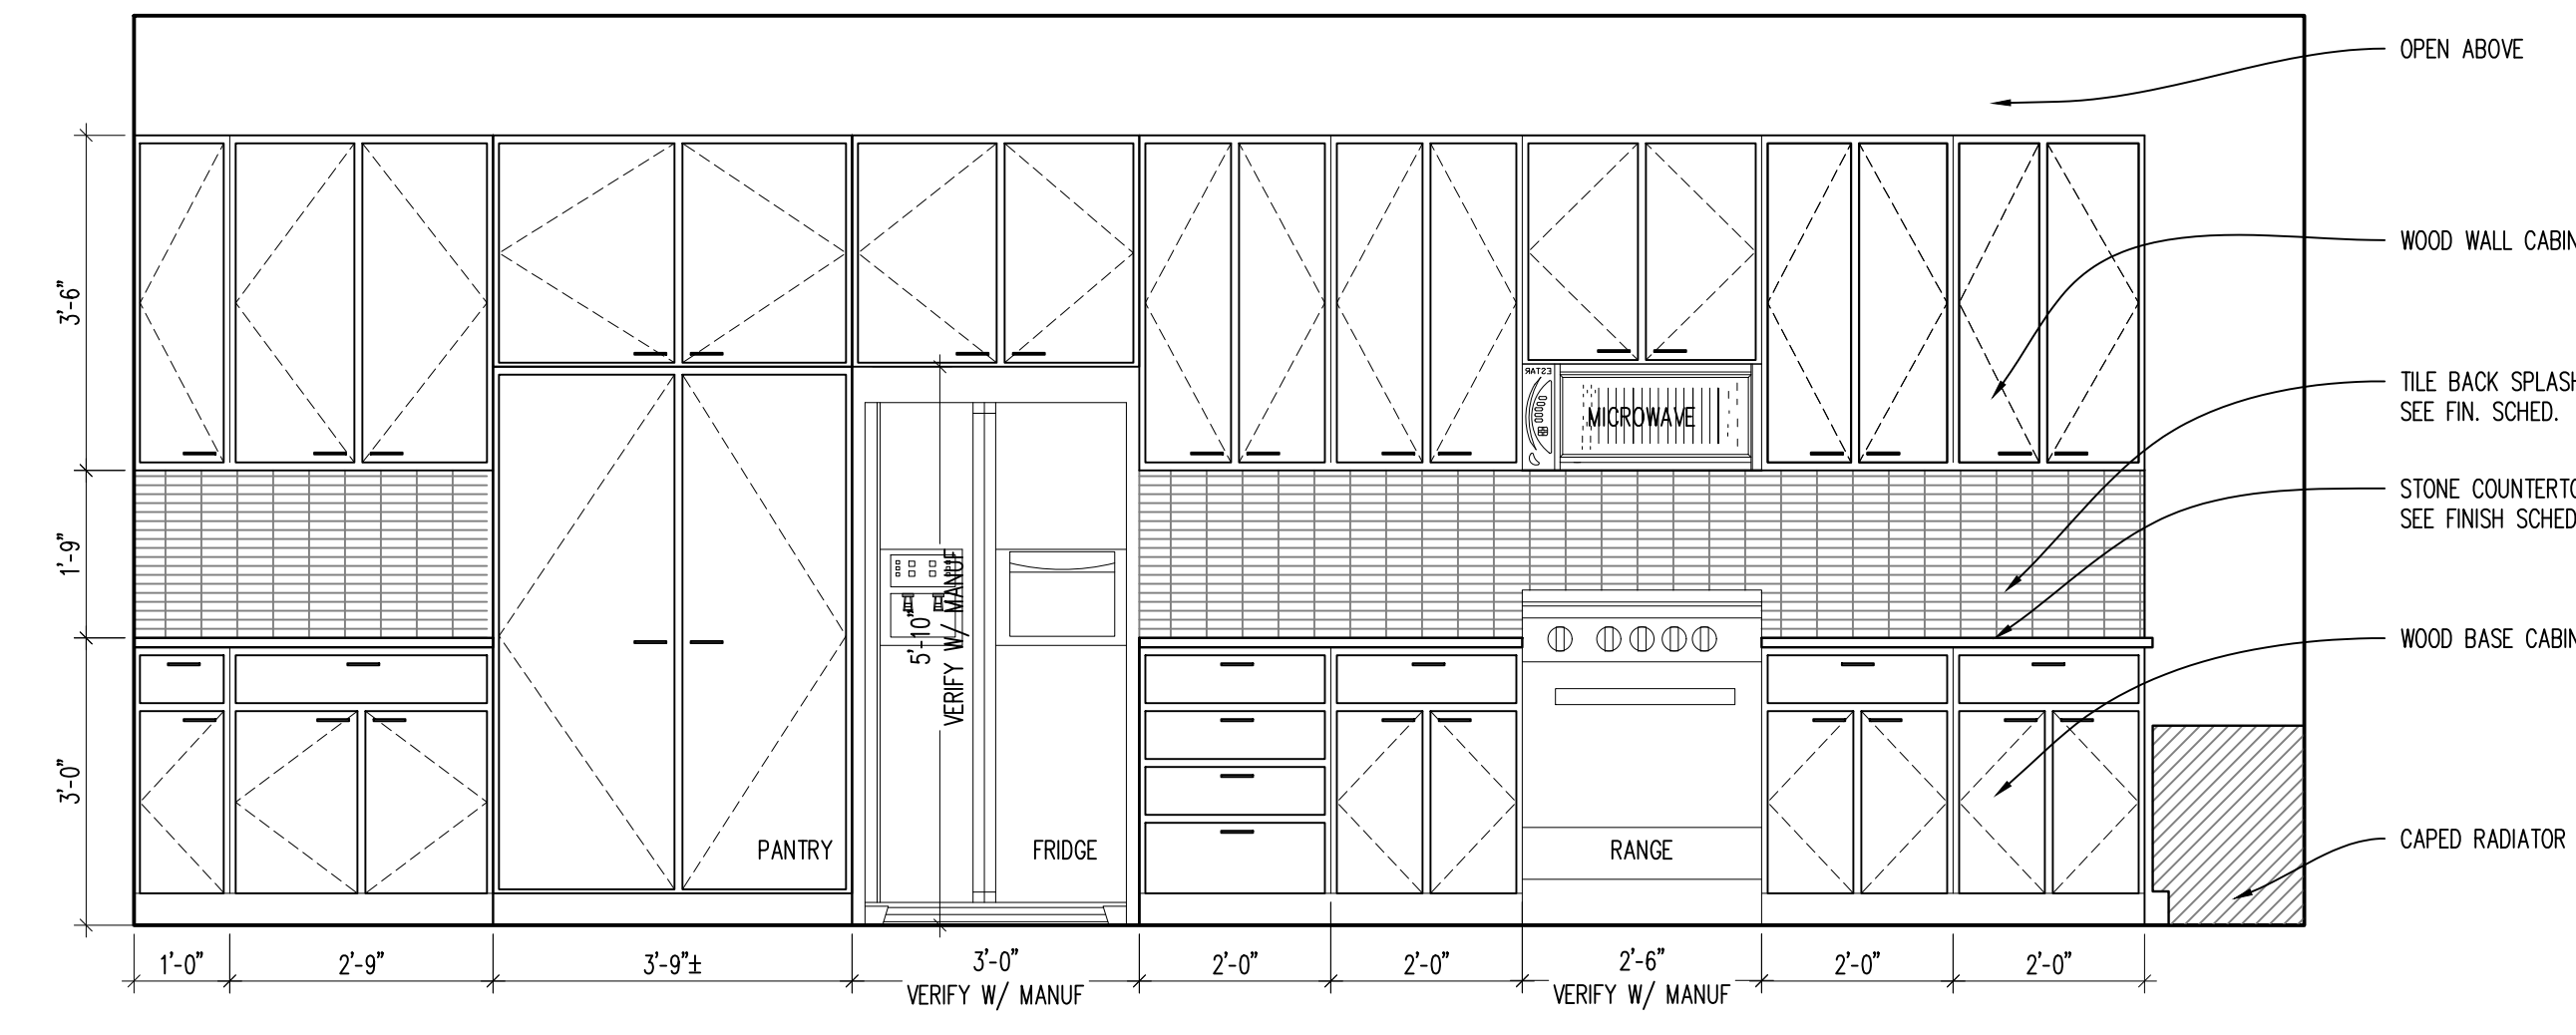 OPEN ABOVE
WOOD WALL CABIN
3'-6"
ESTAR
MICROWAVE
TILE BACK SPLASH
SEE FIN. SCHED.
STONE COUNTERTO
SEE FINISH SCHED
1'-9"
5'-10"
VERIFY W/ MANUF
WOOD BASE CABIN
3'-0"
PANTRY
FRIDGE
RANGE
CAPED RADIATOR
1'-0"
2'-9"
3'-9"±
3'-0"
VERIFY W/ MANUF
2'-0"
2'-0"
2'-6"
VERIFY W/ MANUF
2'-0"
2'-0"